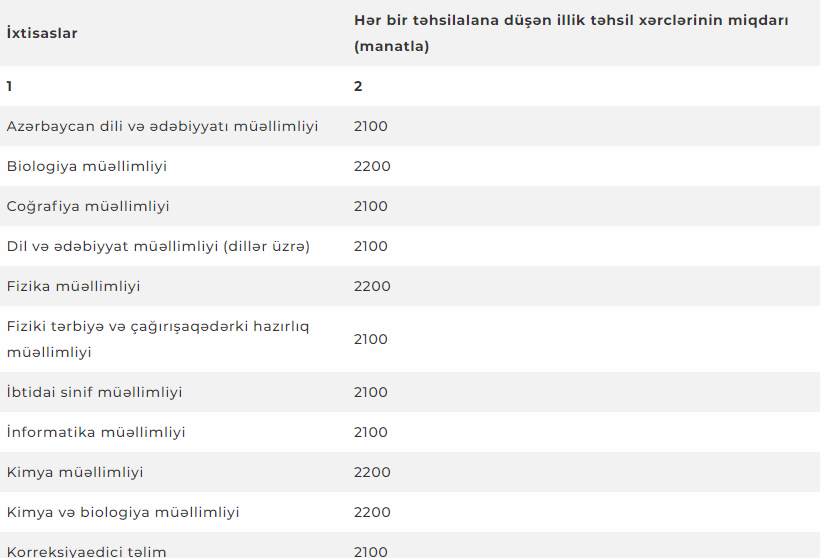 İxtisaslar
Hər bir təhsilalana düşən illik təhsil xərclərinin miqdarı
(manatla)
1 2
Azərbaycan dili və ədəbiyyatı müəllimliyi 2100
Biologiya müəllimliyi 2200
Coğrafiya müəllimliyi 2100
Dil və ədəbiyyat müəllimliyi (dillər üzrə) 2100
Fizika müəllimliyi 2200
Fiziki tərbiyə və çağırışaqədərki hazırlıq
müəllimliyi 2100
İbtidai sinif müəllimliyi 2100
İnformatika müəllimliyi 2100
Kimya müəllimliyi 2200
Kimya və biologiya müəllimliyi 2200
Korreksiyaedici təlim 2100